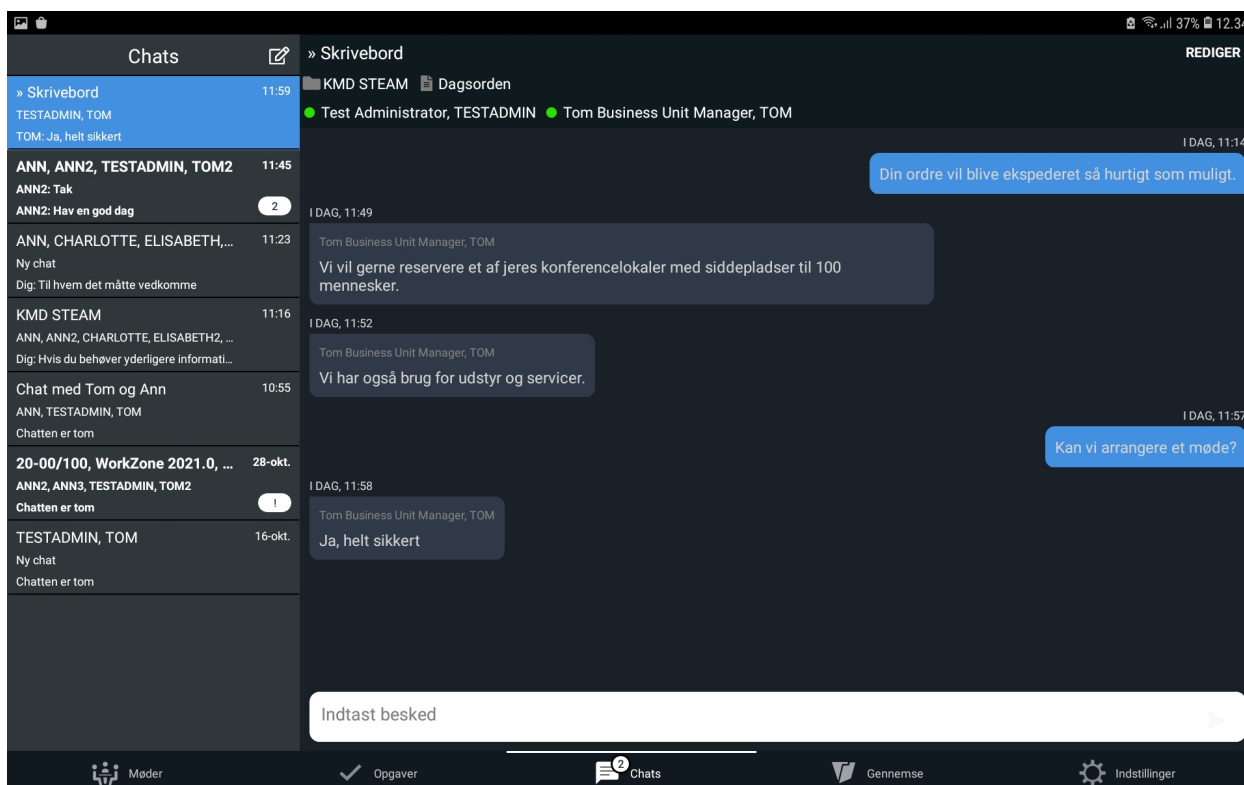 37% 12.34
Chats
» Skrivebord 11:59
TESTADMIN, TOM
TOM: Ja, helt sikkert
ANN, ANN2, TESTADMIN, TOM2 11:45
ANN2: Tak
ANN2: Hav en god dag 2
ANN, CHARLOTTE, ELISABETH,... 11:23
Ny chat
Dig: Til hvem det måtte vedkomme
KMD STEAM 11:16
ANN, ANN2, CHARLOTTE, ELISABETH2, ...
Dig: Hvis du behøver yderligere informati...
Chat med Tom og Ann 10:55
ANN, TESTADMIN, TOM
Chatten er tom
20-00/100, WorkZone 2021.0, ... 28-okt.
ANN2, ANN3, TESTADMIN, TOM2
Chatten er tom !
TESTADMIN, TOM 16-okt.
Ny chat
Chatten er tom
» Skrivebord REDIGER
KMD STEAM Dagsorden
Test Administrator, TESTADMIN Tom Business Unit Manager, TOM
I DAG, 11:14
Din ordre vil blive ekspederet så hurtigt som muligt.
I DAG, 11:49
Tom Business Unit Manager, TOM
Vi vil gerne reservere et af jeres konferencelokaler med siddepladser til 100
mennesker.
I DAG, 11:52
Tom Business Unit Manager, TOM
Vi har også brug for udstyr og servicer.
I DAG, 11:57
Kan vi arrangere et møde?
I DAG, 11:58
Tom Business Unit Manager, TOM
Ja, helt sikkert
Indtast besked
Møder Opgaver 2 Chats Gennemse Indstillinger